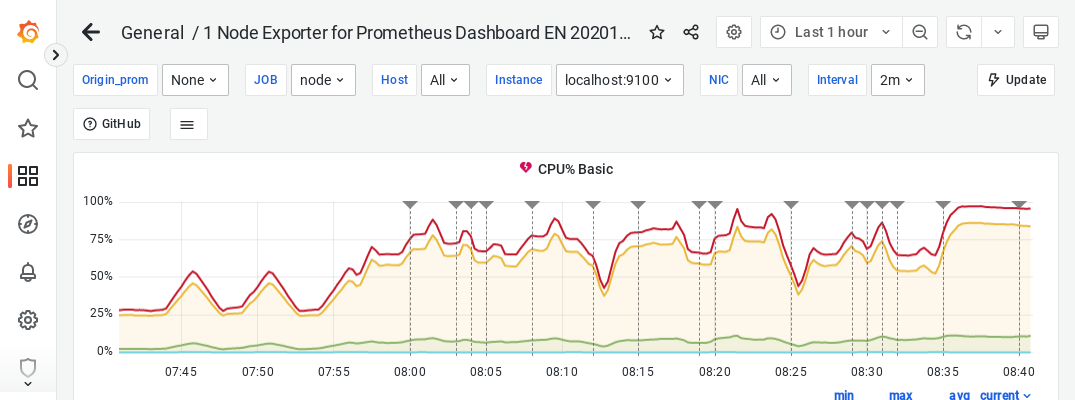 General / 1 Node Exporter for Prometheus Dashboard EN 20201... Last 1 hour
Origin_prom None JOB node Host All Instance localhost:9100 NIC All Interval 2m Update
GitHub
CPU% Basic
100%
75%
50%
25%
0%
07:45 07:50 07:55 08:00 08:05 08:10 08:15 08:20 08:25 08:30 08:35 08:40
min max avg current